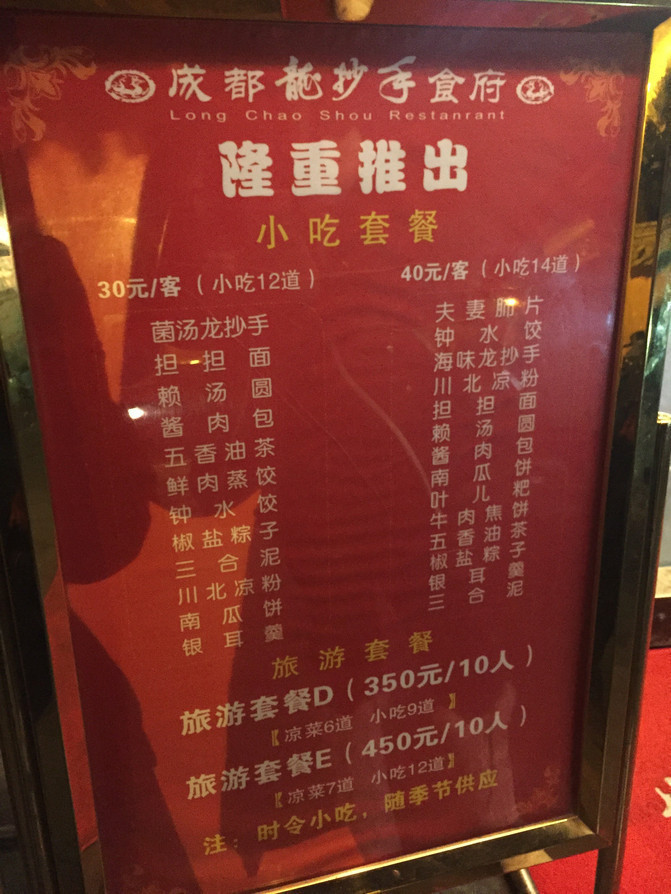 成都龙抄手食府
Long Chao Shou Restanrant
隆重推出
小吃套餐
30元/客（小吃12道）
菌汤龙抄手
担担面
赖汤圆
酱肉包
五香油茶
鲜肉蒸饺
钟水饺
椒盐粽子
三合泥
川北凉粉
南瓜饼
银耳羹
40元/客（小吃14道）
夫妻肺片
钟水饺
海味龙抄手
川北凉粉
担担面
赖汤圆
酱肉包
南瓜饼
叶儿粑
牛肉焦饼
五香油茶
椒盐粽子
银耳羹
三合泥
旅游套餐
旅游套餐D（350元/10人）
〖凉菜6道 小吃9道〗
旅游套餐E（450元/10人）
〖凉菜7道 小吃12道〗
注：时令小吃，随季节供应